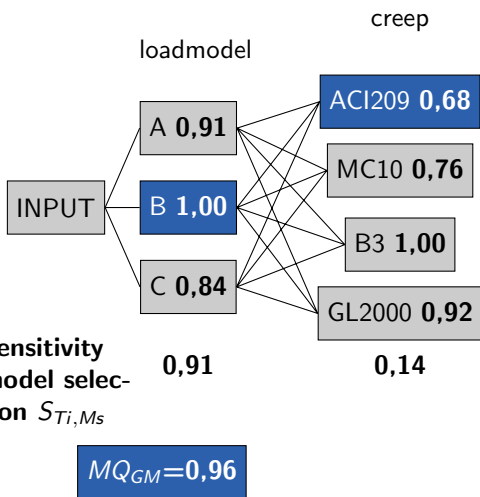 creep
loadmodel
ACI209 0,68
A 0,91
MC10 0,76
INPUT
B 1,00
B3 1,00
C 0,84
GL2000 0,92
ensitivity
nodel selec-
on S_{Ti,Ms}
0,91
0,14
MQ_{GM}=0,96